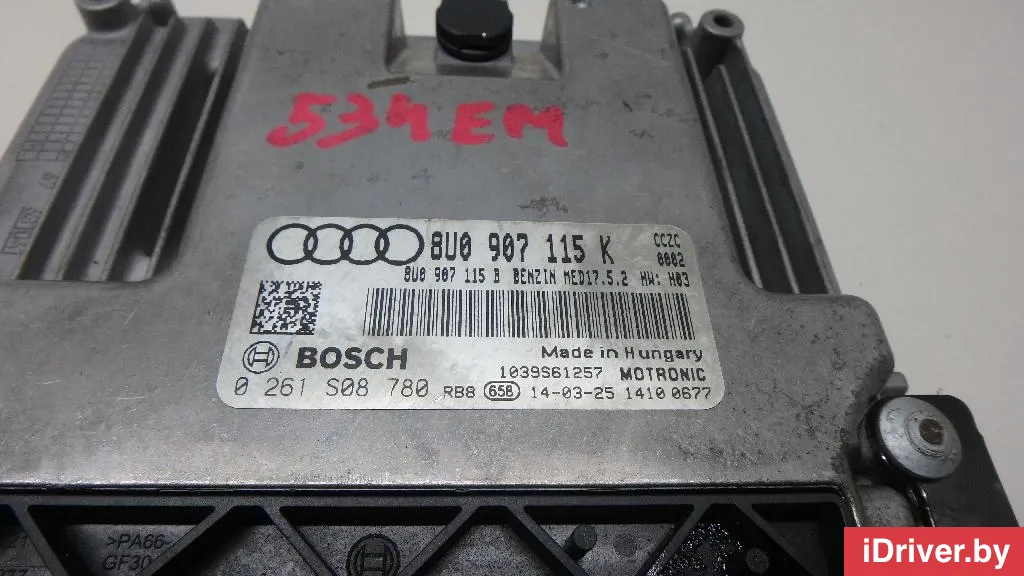 534EM
8U0 907 115 K
CCZC
0002
8U0 907 115 B BENZIN MED17.5.2 HW: H03
BOSCH
Made in Hungary
1039S61257 MOTRONIC
0 261 S08 780 RB8 658 14-03-25 1410 0677
>PA66-
GF30
iDriver.by